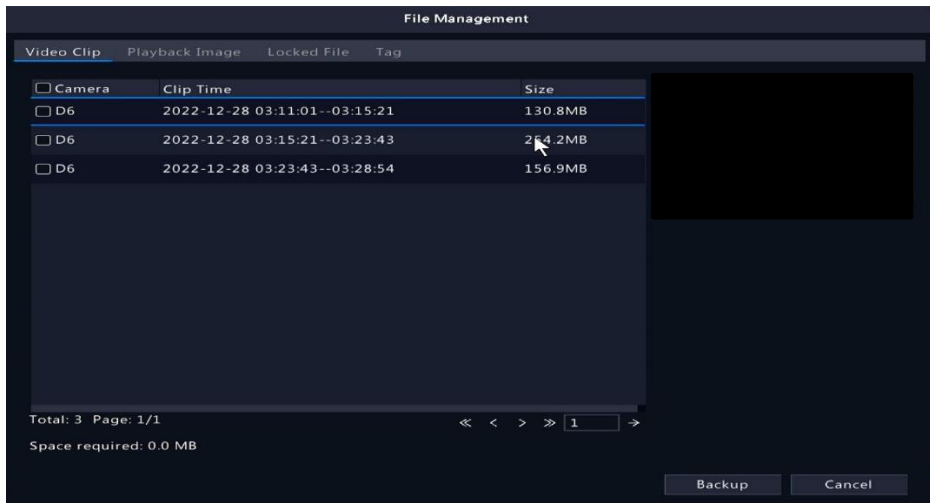 File Management
Video Clip Playback Image Locked File Tag
Camera Clip Time Size
D6 2022-12-28 03:11:01--03:15:21 130.8MB
D6 2022-12-28 03:15:21--03:23:43 254.2MB
D6 2022-12-28 03:23:43--03:28:54 156.9MB
Total: 3 Page: 1/1 ≪ < > ≫ 1 →
Space required: 0.0 MB
Backup Cancel